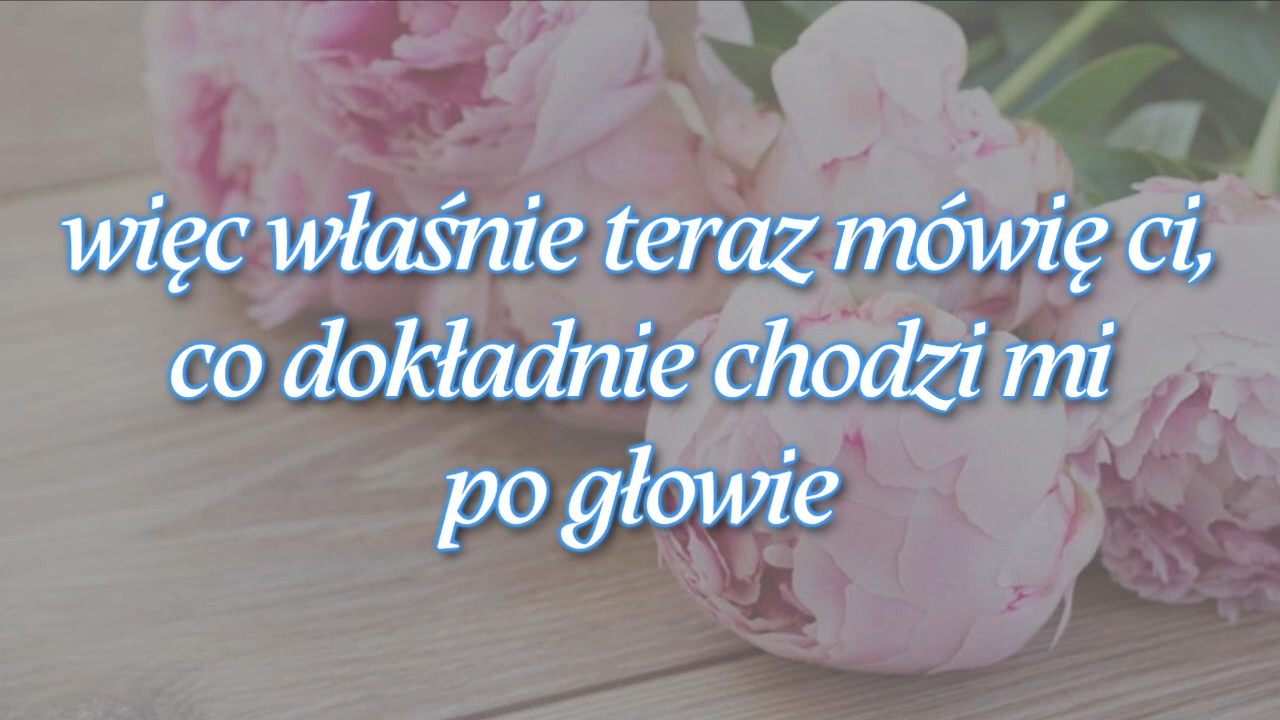 więc właśnie teraz mówię ci,
co dokładnie chodzi mi
po głowie